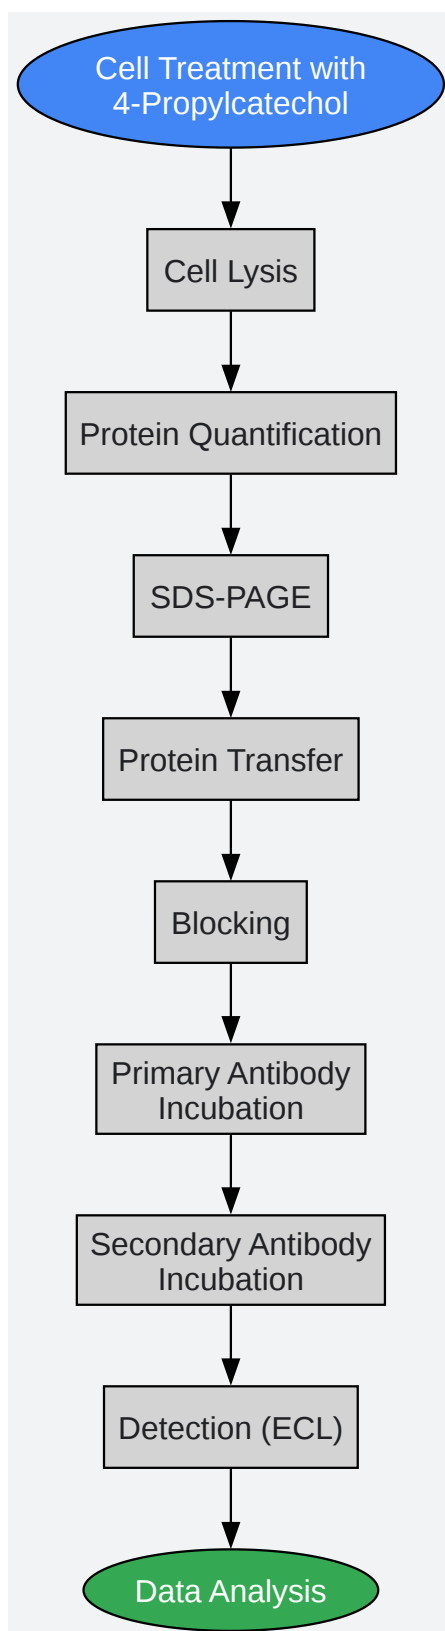 Cell Treatment with
4-Propylcatechol
Cell Lysis
Protein Quantification
SDS-PAGE
Protein Transfer
Blocking
Primary Antibody
Incubation
Secondary Antibody
Incubation
Detection (ECL)
Data Analysis